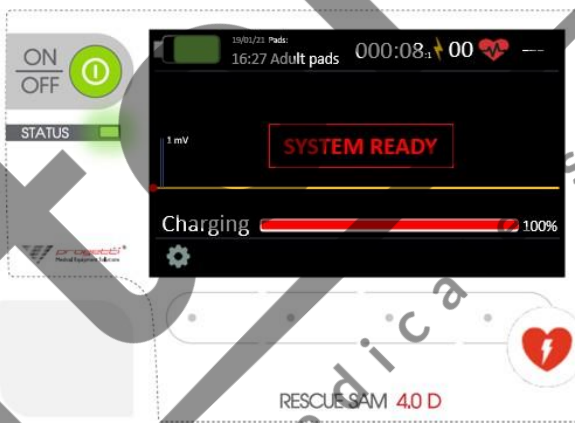 ON
OFF
STATUS
19/01/21 Pads:
16:27 Adult pads 000:08.1 00 ---
1 mV
SYSTEM READY
Charging 100%
progetti
Medical Equipment Solutions
RESCUE SAM 4.0 D